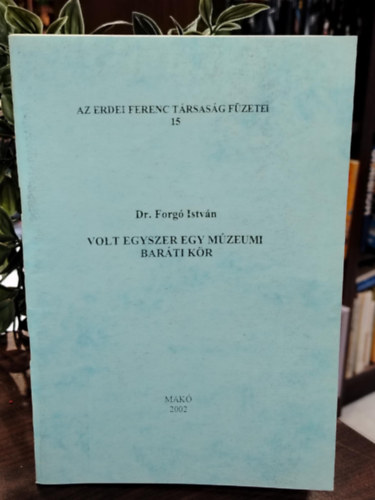 AZ ERDEI FERENC TÁRSASÁG FÜZETEI
15
Dr. Forgó István
VOLT EGYSZER EGY MÚZEUMI
BARÁTI KÖR
MAKÓ
2002